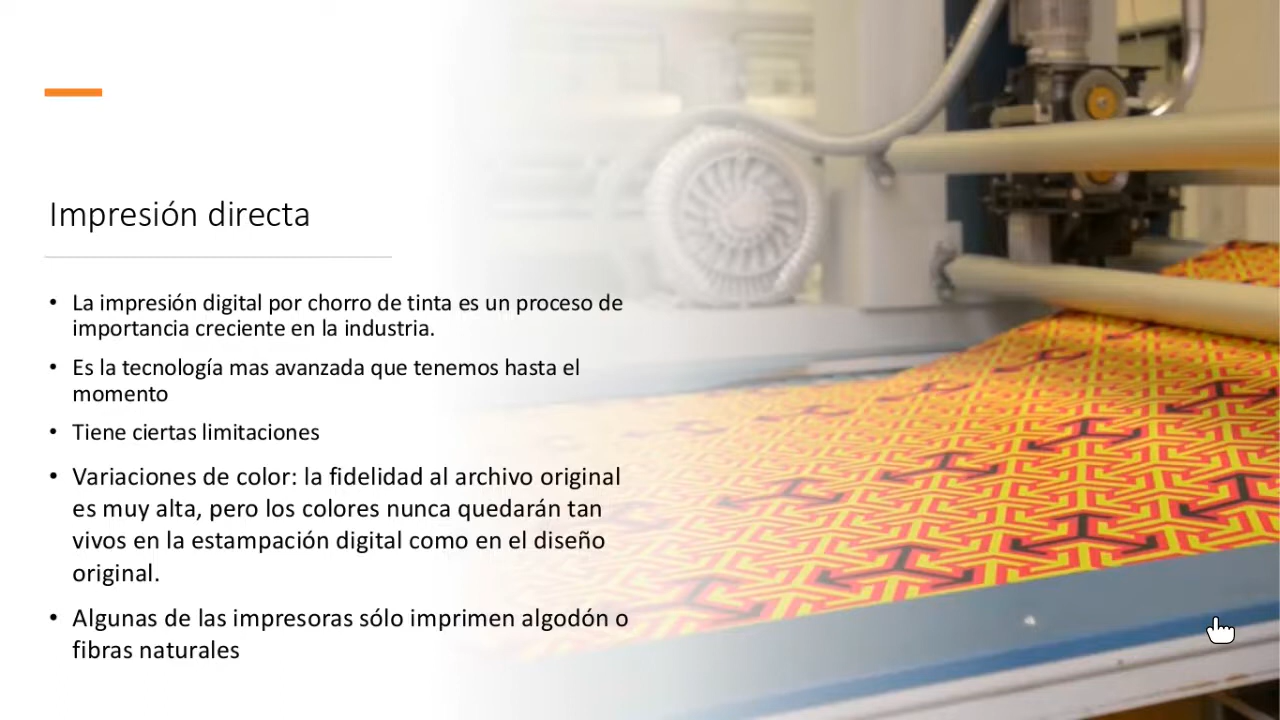 Impresión directa
• La impresión digital por chorro de tinta es un proceso de
importancia creciente en la industria.
• Es la tecnología mas avanzada que tenemos hasta el
momento
• Tiene ciertas limitaciones
• Variaciones de color: la fidelidad al archivo original
es muy alta, pero los colores nunca quedarán tan
vivos en la estampación digital como en el diseño
original.
• Algunas de las impresoras sólo imprimen algodón o
fibras naturales